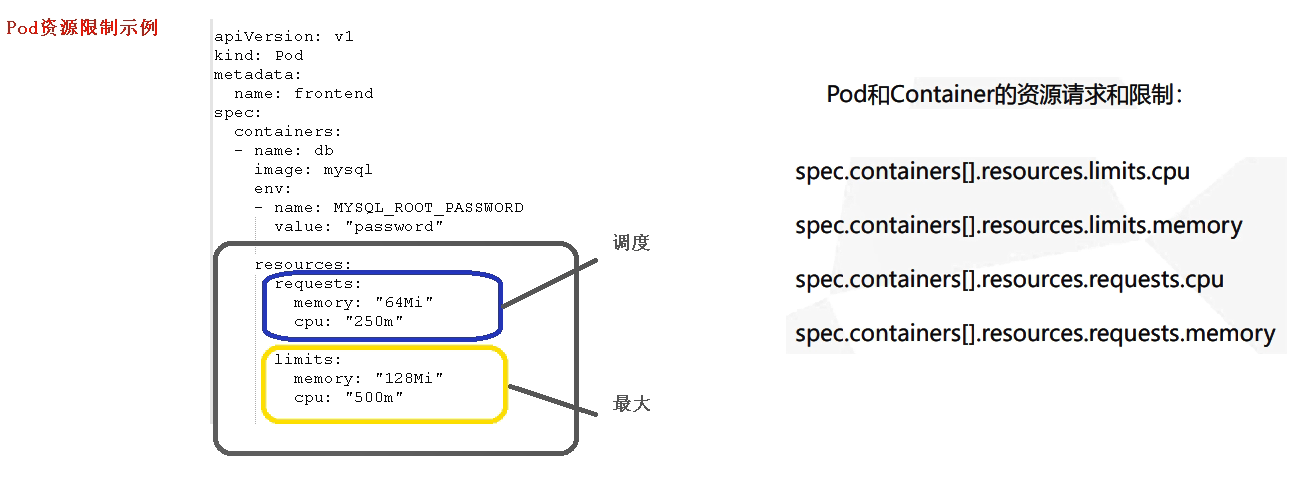 Pod资源限制示例
apiVersion: v1
kind: Pod
metadata:
  name: frontend
spec:
  containers:
  - name: db
    image: mysql
    env:
    - name: MYSQL_ROOT_PASSWORD
      value: "password"
    resources:
      requests:
        memory: "64Mi"
        cpu: "250m"
      limits:
        memory: "128Mi"
        cpu: "500m"
调度
最大
Pod和Container的资源请求和限制：
spec.containers[].resources.limits.cpu
spec.containers[].resources.limits.memory
spec.containers[].resources.requests.cpu
spec.containers[].resources.requests.memory